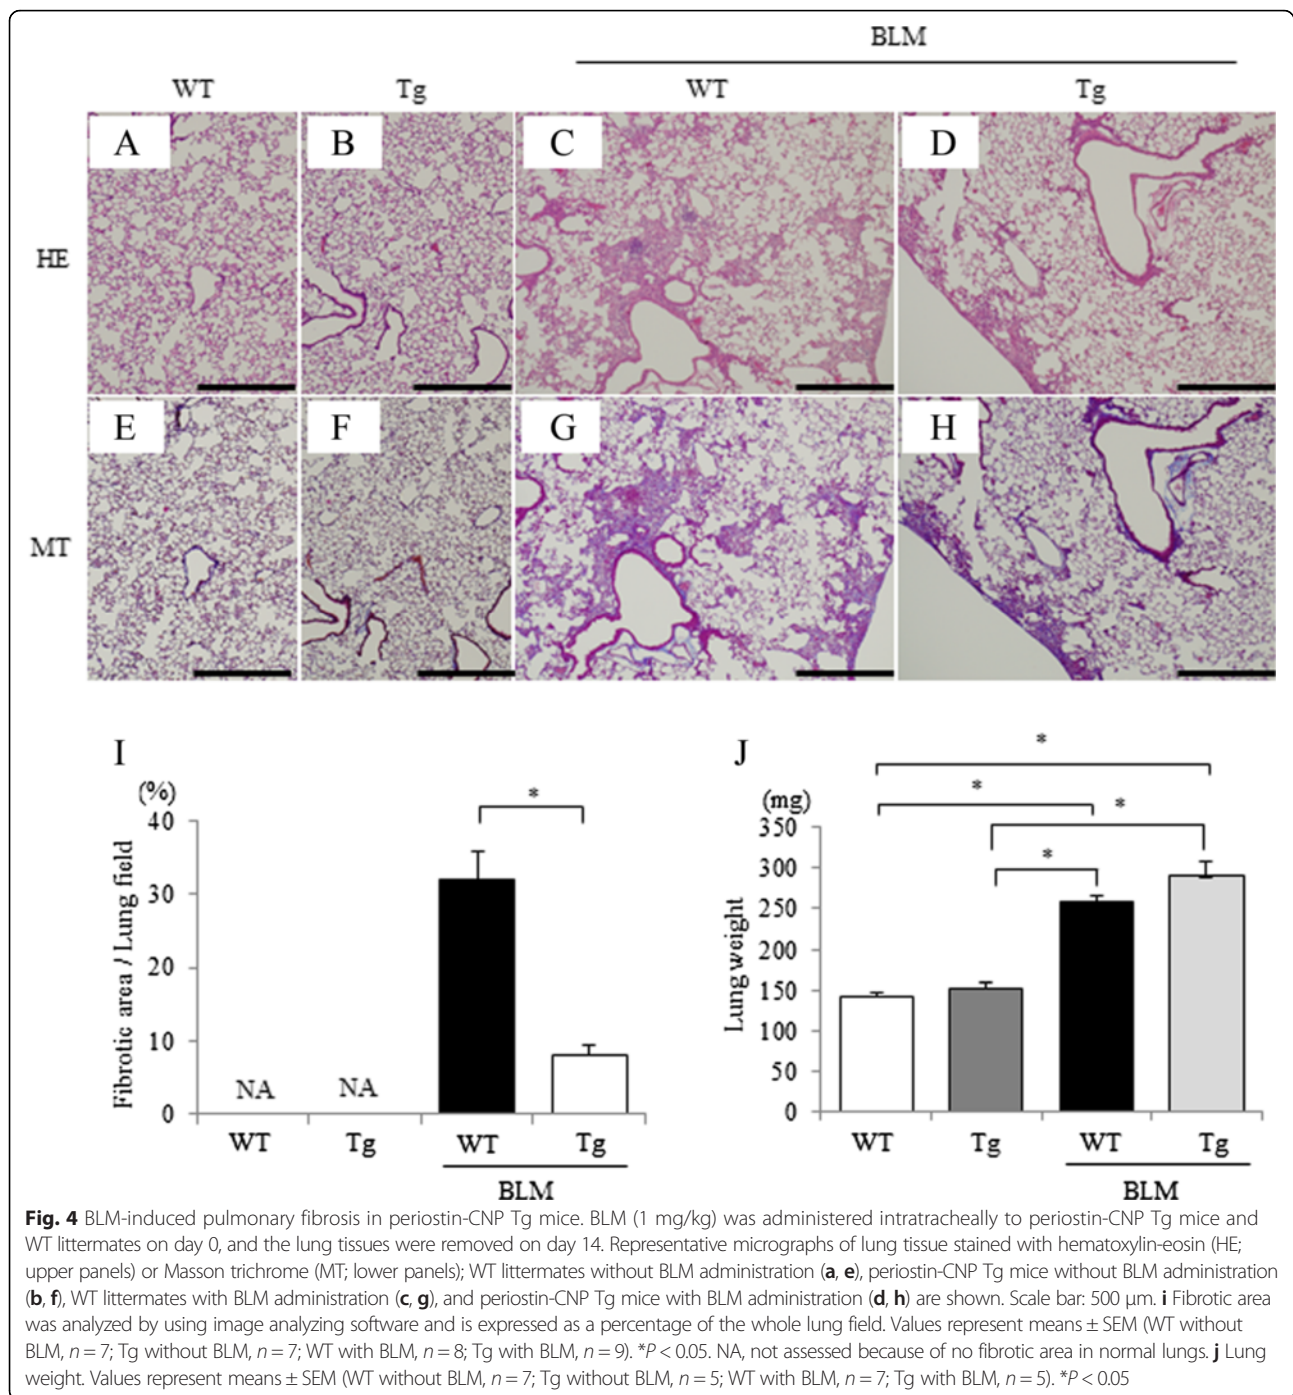 BLM
WT Tg WT Tg
A B C D
HE
E F G H
MT
I
(%)
*
40
30
20
10
0
Fibrotic area / Lung field
NA NA
WT Tg WT Tg
BLM
J
(mg)
*
*
*
*
350
300
250
200
150
100
50
0
Lung weight
WT Tg WT Tg
BLM
Fig. 4 BLM-induced pulmonary fibrosis in periostin-CNP Tg mice. BLM (1 mg/kg) was administered intratracheally to periostin-CNP Tg mice and
WT littermates on day 0, and the lung tissues were removed on day 14. Representative micrographs of lung tissue stained with hematoxylin-eosin (HE;
upper panels) or Masson trichrome (MT; lower panels); WT littermates without BLM administration (a, e), periostin-CNP Tg mice without BLM administration
(b, f), WT littermates with BLM administration (c, g), and periostin-CNP Tg mice with BLM administration (d, h) are shown. Scale bar: 500 μm. i Fibrotic area
was analyzed by using image analyzing software and is expressed as a percentage of the whole lung field. Values represent means ± SEM (WT without
BLM, n = 7; Tg without BLM, n = 7; WT with BLM, n = 8; Tg with BLM, n = 9). *P < 0.05. NA, not assessed because of no fibrotic area in normal lungs. j Lung
weight. Values represent means ± SEM (WT without BLM, n = 7; Tg without BLM, n = 5; WT with BLM, n = 7; Tg with BLM, n = 5). *P < 0.05